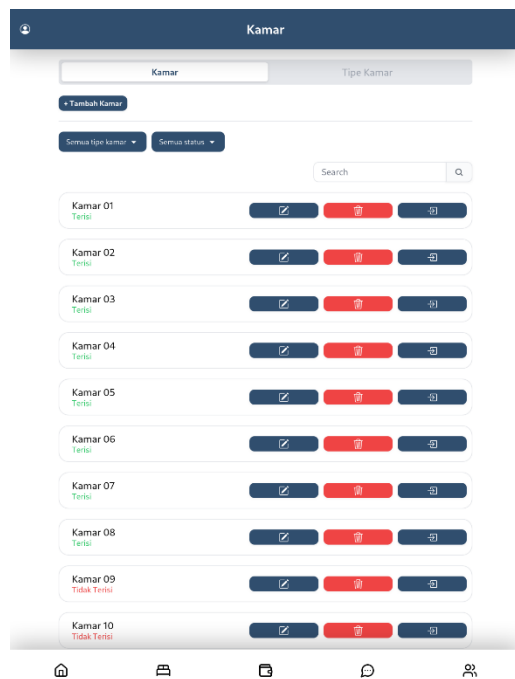 Kamar
Kamar Tipe Kamar
+ Tambah Kamar
Semua tipe kamar Semua status
Search
Kamar 01
Terisi
Kamar 02
Terisi
Kamar 03
Terisi
Kamar 04
Terisi
Kamar 05
Terisi
Kamar 06
Terisi
Kamar 07
Terisi
Kamar 08
Terisi
Kamar 09
Tidak Terisi
Kamar 10
Tidak Terisi